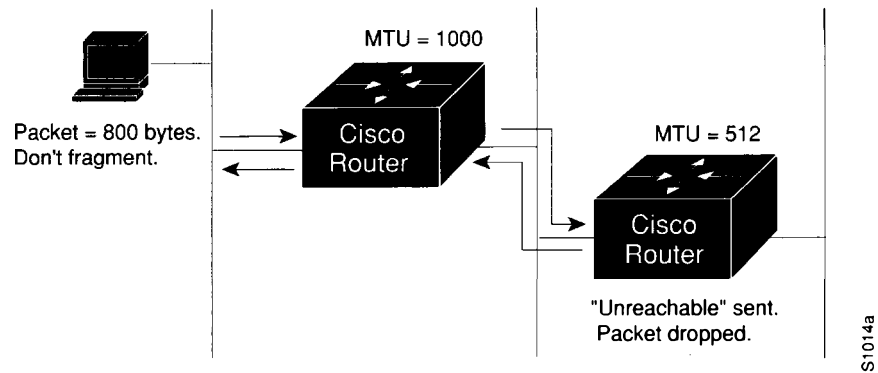 MTU = 1000
Packet = 800 bytes.
Don't fragment.
Cisco
Router
MTU = 512
Cisco
Router
"Unreachable" sent.
Packet dropped.
S1014a